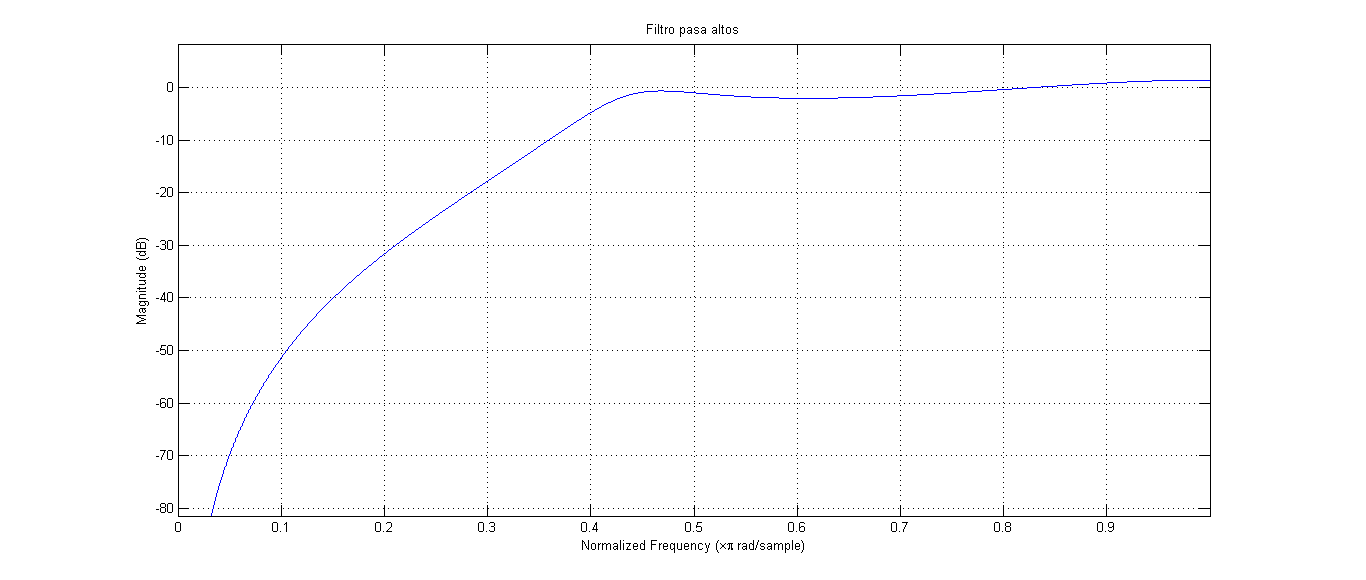 Filtro pasa altos
Magnitude (dB)
0
-10
-20
-30
-40
-50
-60
-70
-80
0 0.1 0.2 0.3 0.4 0.5 0.6 0.7 0.8 0.9
Normalized Frequency (×π rad/sample)